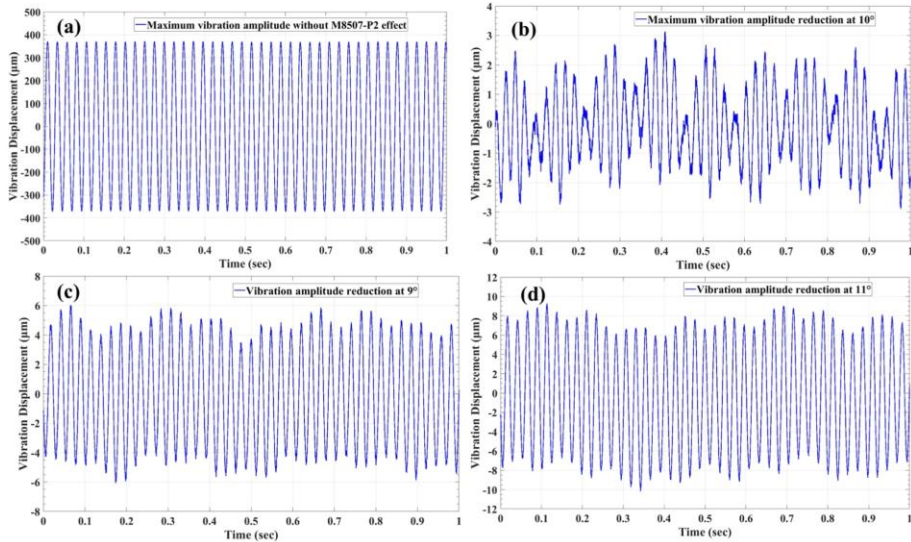 (a)
Maximum vibration amplitude without M8507-P2 effect
500
400
300
200
100
0
-100
-200
-300
-400
-500
Vibration Displacement (µm)
0 0.1 0.2 0.3 0.4 0.5 0.6 0.7 0.8 0.9 1
Time (sec)
(b)
Maximum vibration amplitude reduction at 10°
4
3
2
1
0
-1
-2
-3
-4
Vibration Displacement (µm)
0 0.1 0.2 0.3 0.4 0.5 0.6 0.7 0.8 0.9 1
Time (sec)
(c)
Vibration amplitude reduction at 9°
8
6
4
2
0
-2
-4
-6
-8
Vibration Displacement (µm)
0 0.1 0.2 0.3 0.4 0.5 0.6 0.7 0.8 0.9 1
Time (sec)
(d)
Vibration amplitude reduction at 11°
12
10
8
6
4
2
0
-2
-4
-6
-8
-10
-12
Vibration Displacement (µm)
0 0.1 0.2 0.3 0.4 0.5 0.6 0.7 0.8 0.9 1
Time (sec)